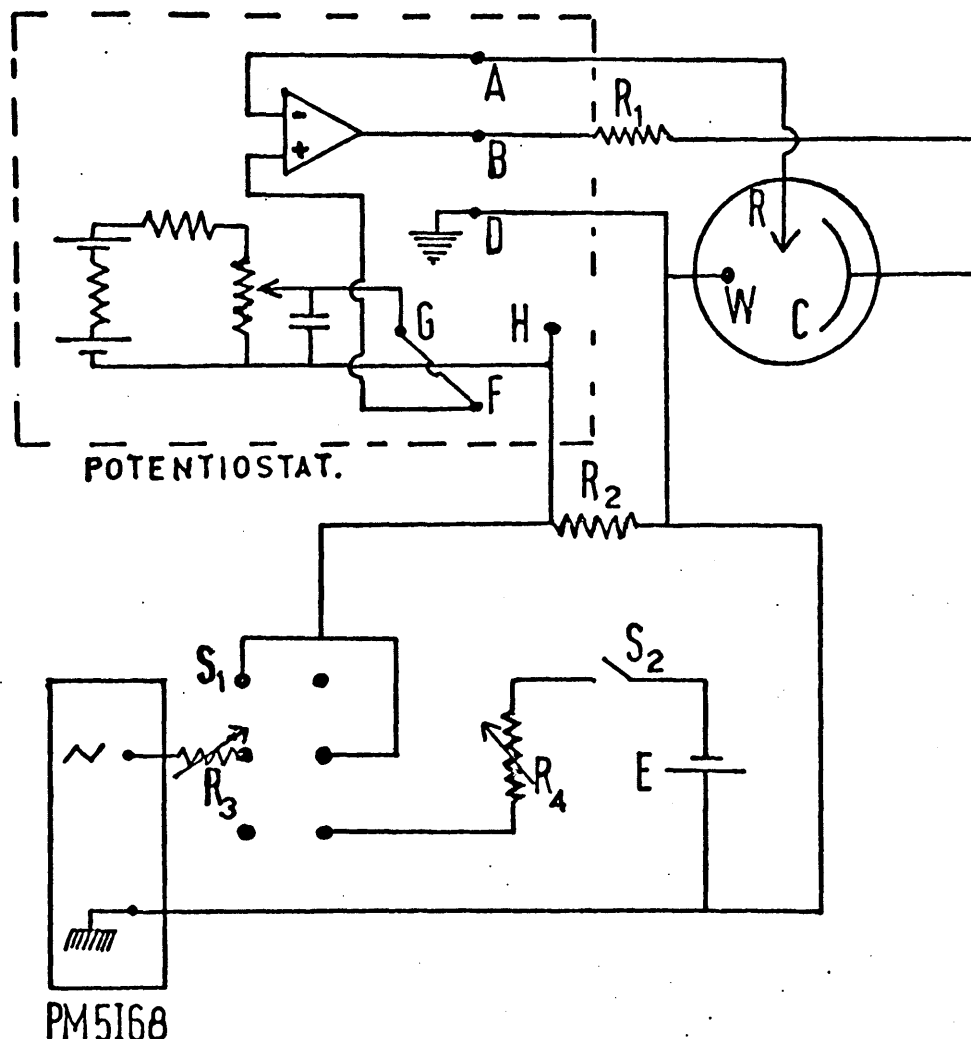 A
R1
-
+
B
R
D
W
C
G
H
F
POTENTIOSTAT.
R2
S1
S2
R3
R4
E
PM5168